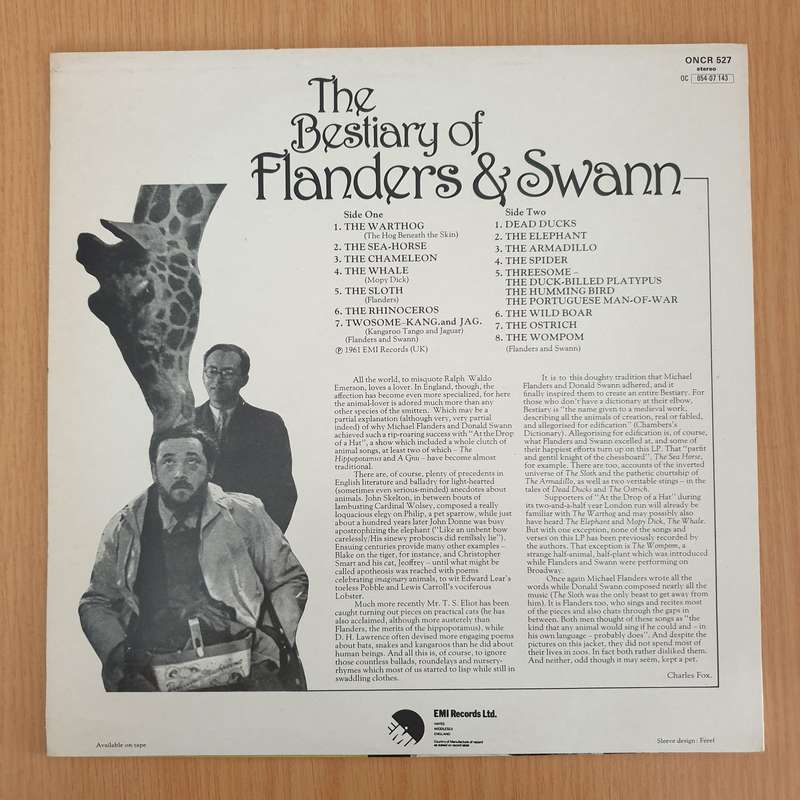 ONCR 527
stereo
OC 054-07 143
The
Bestiary of
Flanders & Swann
Side One
1. THE WARTHOG
(The Hog Beneath the Skin)
2. THE SEA-HORSE
3. THE CHAMELEON
4. THE WHALE
(Mopy Dick)
5. THE SLOTH
(Flanders)
6. THE RHINOCEROS
7. TWOSOME–KANG.and JAG.
(Kangaroo Tango and Jaguar)
(Flanders and Swann)
℗ 1961 EMI Records (UK)
Side Two
1. DEAD DUCKS
2. THE ELEPHANT
3. THE ARMADILLO
4. THE SPIDER
5. THREESOME –
THE DUCK-BILLED PLATYPUS
THE HUMMING BIRD
THE PORTUGUESE MAN-OF-WAR
6. THE WILD BOAR
7. THE OSTRICH
8. THE WOMPOM
(Flanders and Swann)
All the world, to misquote Ralph Waldo
Emerson, loves a lover. In England, though, the
affection has become even more specialized, for here
the animal-lover is adored much more than any
other species of the smitten. Which may be a
partial explanation (although very, very partial
indeed) of why Michael Flanders and Donald Swann
achieved such a rip-roaring success with "At the Drop
of a Hat", a show which included a whole clutch of
animal songs, at least two of which – The
Hippopotamus and A Gnu – have become almost
traditional.
There are, of course, plenty of precedents in
English literature and balladry for light-hearted
(sometimes even serious-minded) anecdotes about
animals. John Skelton, in between bouts of
lambusting Cardinal Wolsey, composed a really
loquacious elegy on Philip, a pet sparrow, while just
about a hundred years later John Donne was busy
apostrophizing the elephant ("Like an unbent bow
carelessly/His sinewy proboscis did remissly lie").
Ensuing centuries provide many other examples –
Blake on the tiger, for instance, and Christopher
Smart and his cat, Jeoffrey – until what might be
called apotheosis was reached with poems
celebrating imaginary animals, to wit Edward Lear's
toeless Pobble and Lewis Carroll's vociferous
Lobster.
Much more recently Mr. T. S. Eliot has been
caught turning out pieces on practical cats (he has
also acclaimed, although more austerely than
Flanders, the merits of the hippopotamus), while
D. H. Lawrence often devised more engaging poems
about bats, snakes and kangaroos than he did about
human beings. And all this is, of course, to ignore
those countless ballads, roundelays and nursery-
rhymes which most of us started to lisp while still in
swaddling clothes.
It is to this doughty tradition that Michael
Flanders and Donald Swann adhered, and it
finally inspired them to create an entire Bestiary. For
those who don't have a dictionary at their elbow,
Bestiary is "the name given to a medieval work,
describing all the animals of creation, real or fabled,
and allegorised for edification" (Chambers's
Dictionary). Allegorising for edification is, of course,
what Flanders and Swann excelled at, and some of
their happiest efforts turn up on this LP. That "parfit
and gentil knight of the chessboard", The Sea Horse,
for example. There are too, accounts of the inverted
universe of The Sloth and the pathetic courtship of
The Armadillo, as well as two veritable stings – in the
tales of Dead Ducks and The Ostrich.
Supporters of "At the Drop of a Hat" during
its two-and-a-half year London run will already be
familiar with The Warthog and may possibly also
have heard The Elephant and Mopy Dick, The Whale.
But with one exception, none of the songs and
verses on this LP has been previously recorded by
the authors. That exception is The Wompom, a
strange half-animal, half-plant which was introduced
while Flanders and Swann were performing on
Broadway.
Once again Michael Flanders wrote all the
words while Donald Swann composed nearly all the
music (The Sloth was the only beast to get away from
him). It is Flanders too, who sings and recites most
of the pieces and also chats through the gaps in
between. Both men thought of these songs as "the
kind that any animal would sing if he could and – in
his own language – probably does". And despite the
pictures on this jacket, they did not spend most of
their lives in zoos. In fact both rather disliked them.
And neither, odd though it may seem, kept a pet.
Charles Fox.
EMI
EMI Records Ltd.
HAYES
MIDDLESEX
ENGLAND
Country of Manufacture of record
as stated on record label
Available on tape
Sleeve design : Féref